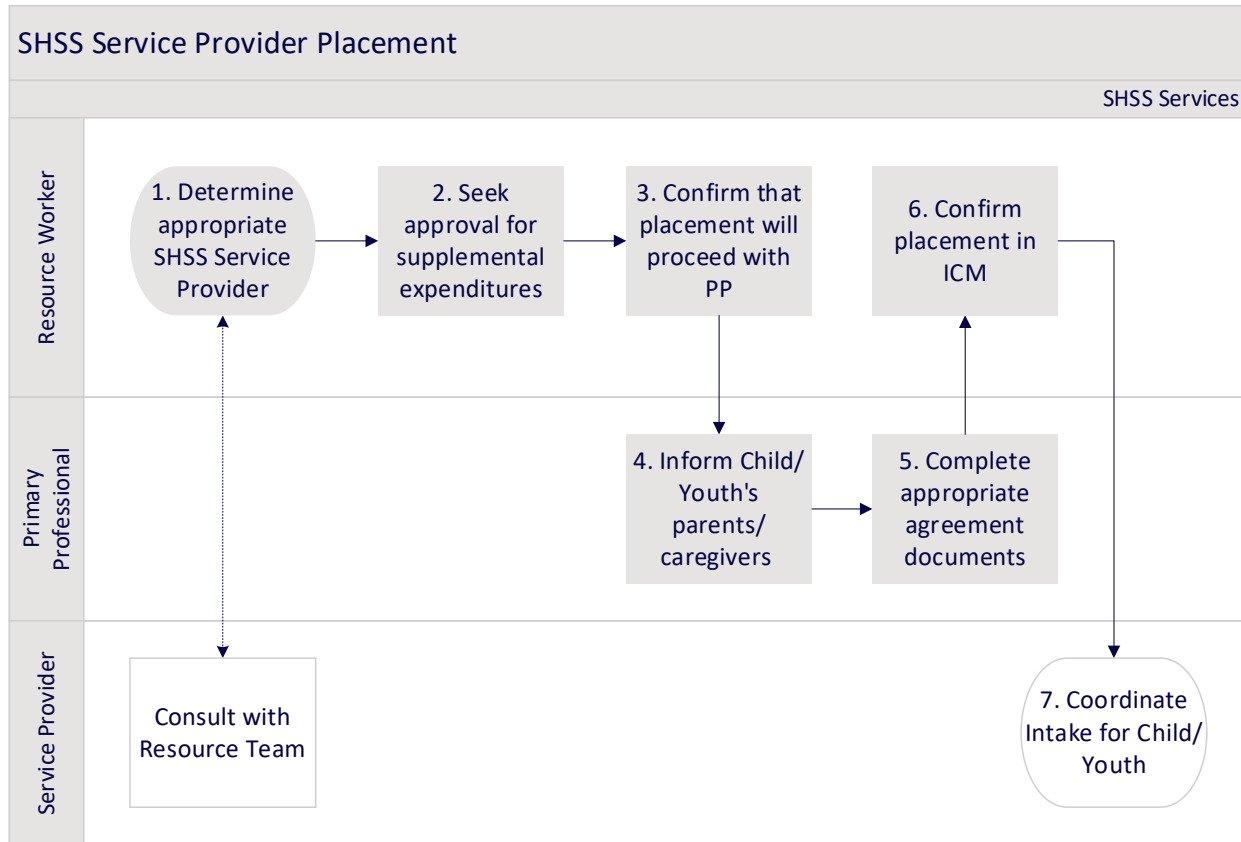 SHSS Service Provider Placement
SHSS Services
Resource Worker
1. Determine
appropriate
SHSS Service
Provider
2. Seek
approval for
supplemental
expenditures
3. Confirm that
placement will
proceed with
PP
6. Confirm
placement in
ICM
Primary
Professional
4. Inform Child/
Youth's
parents/
caregivers
5. Complete
appropriate
agreement
documents
Service Provider
Consult with
Resource Team
7. Coordinate
Intake for Child/
Youth